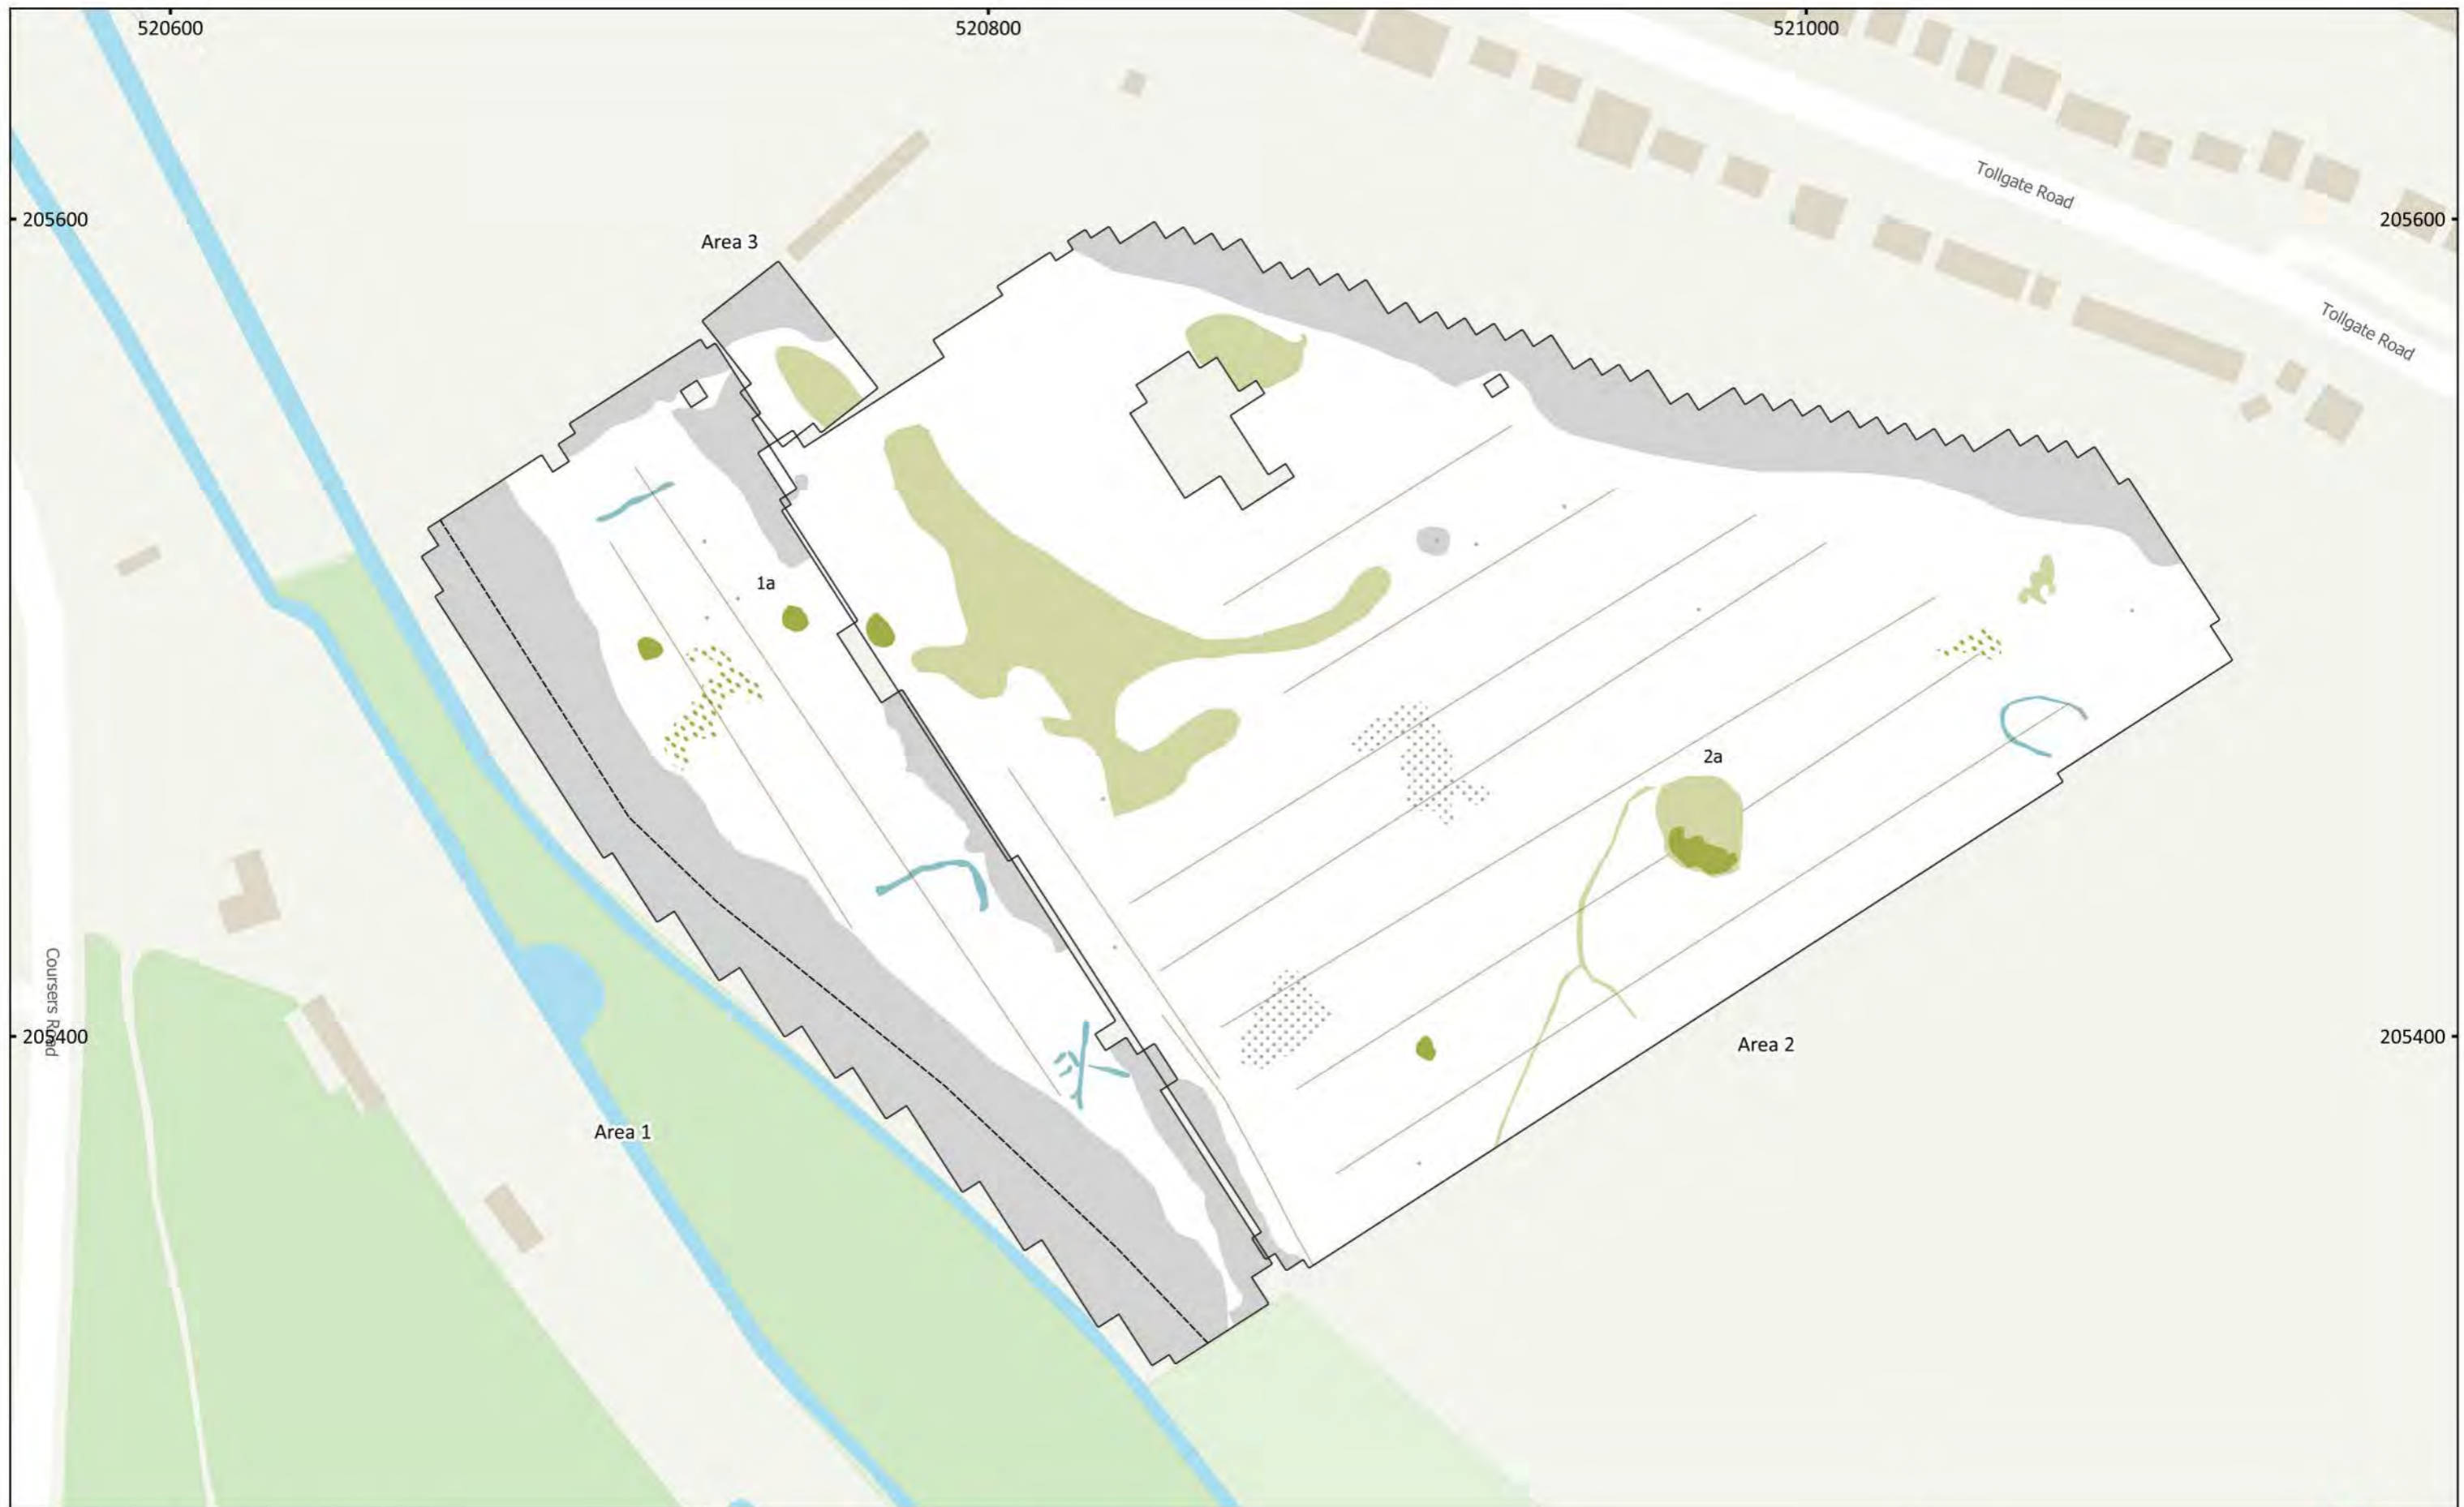 520600
520800
521000
205600
205600
Tollgate Road
Area 3
Tollgate Road
1a
2a
Coursers Road
205400
205400
Area 2
Area 1